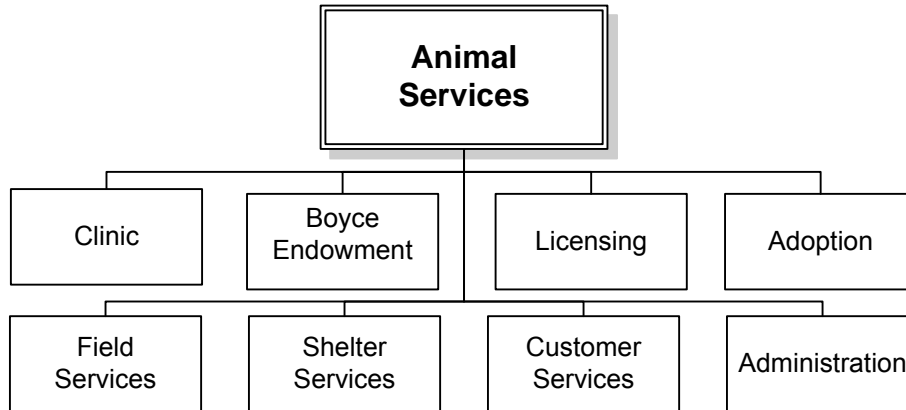 Animal
Services
Clinic
Boyce
Endowment
Licensing
Adoption
Field
Services
Shelter
Services
Customer
Services
Administration